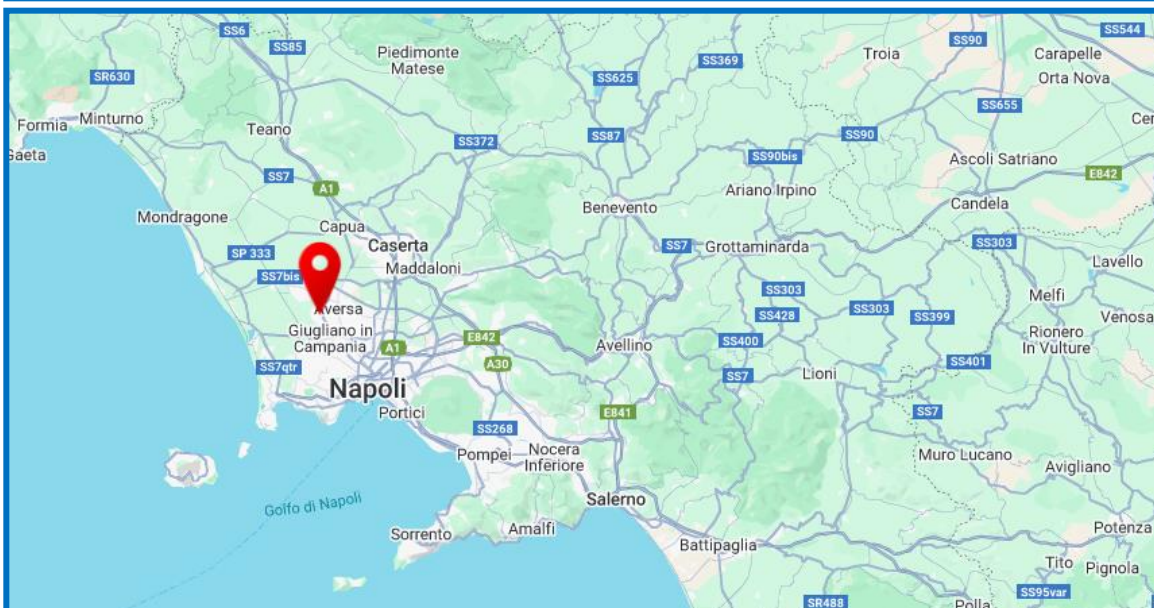 SS6
SS544
SS85
Piedimonte
Matese
Troia
SS90
Carapelle
SS369
SR630
SS625
Orta Nova
Formia
Minturno
SS655
Gaeta
Teano
SS372
SS87
SS90
Cer
SS90bis
Ascoli Satriano
E842
SS7
A1
Ariano Irpino
Benevento
Candela
Mondragone
Capua
Caserta
SP 333
SS7
Grottaminarda
SS303
Maddaloni
Lavello
SS7bis
SS303
Melfi
Aversa
SS303
SS428
SS399
Venosa
Giugliano in
Campania
E842
SS400
Rionero
In Vulture
A1
Avellino
A30
SS401
SS7qtr
SS7
Lioni
Napoli
Portici
E841
SS7
SS268
Nocera
Inferiore
Pompei
Muro Lucano
Avigliano
Golfo di Napoli
Salerno
Sorrento
Amalfi
Potenza
Battipaglia
Tito
Pignola
SS95var
SR488
Polla